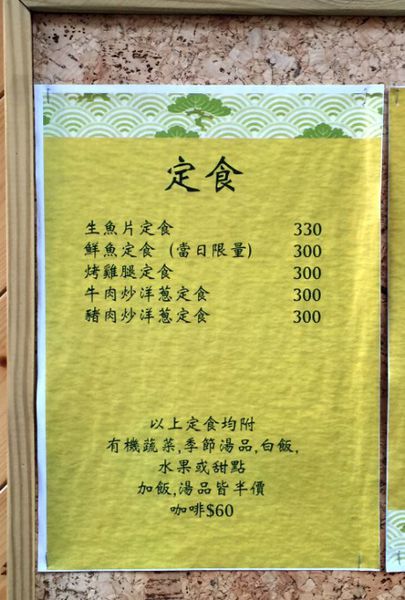 定食
生魚片定食 330
鮮魚定食 (當日限量) 300
烤雞腿定食 300
牛肉炒洋蔥定食 300
豬肉炒洋蔥定食 300
以上定食均附
有機蔬菜,季節湯品,白飯,
水果或甜點
加飯,湯品皆半價
咖啡$60